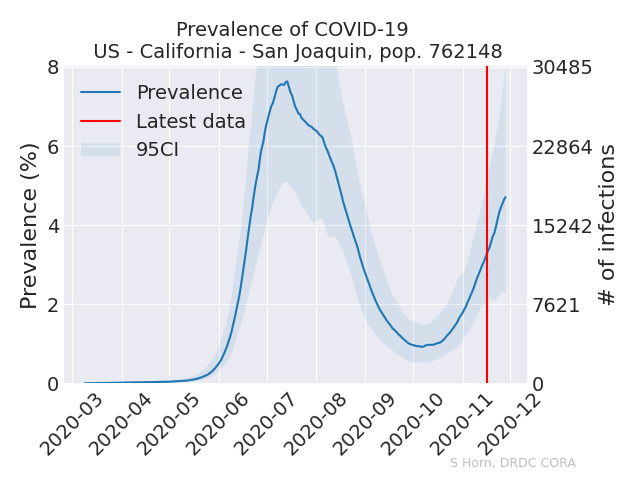 Prevalence of COVID-19
US - California - San Joaquin, pop. 762148
8
6
4
2
0
Prevalence (%)
Prevalence
Latest data
95CI
30485
22864
15242
7621
0
# of infections
2020-03
2020-04
2020-05
2020-06
2020-07
2020-08
2020-09
2020-10
2020-11
2020-12
S Horn, DRDC CORA